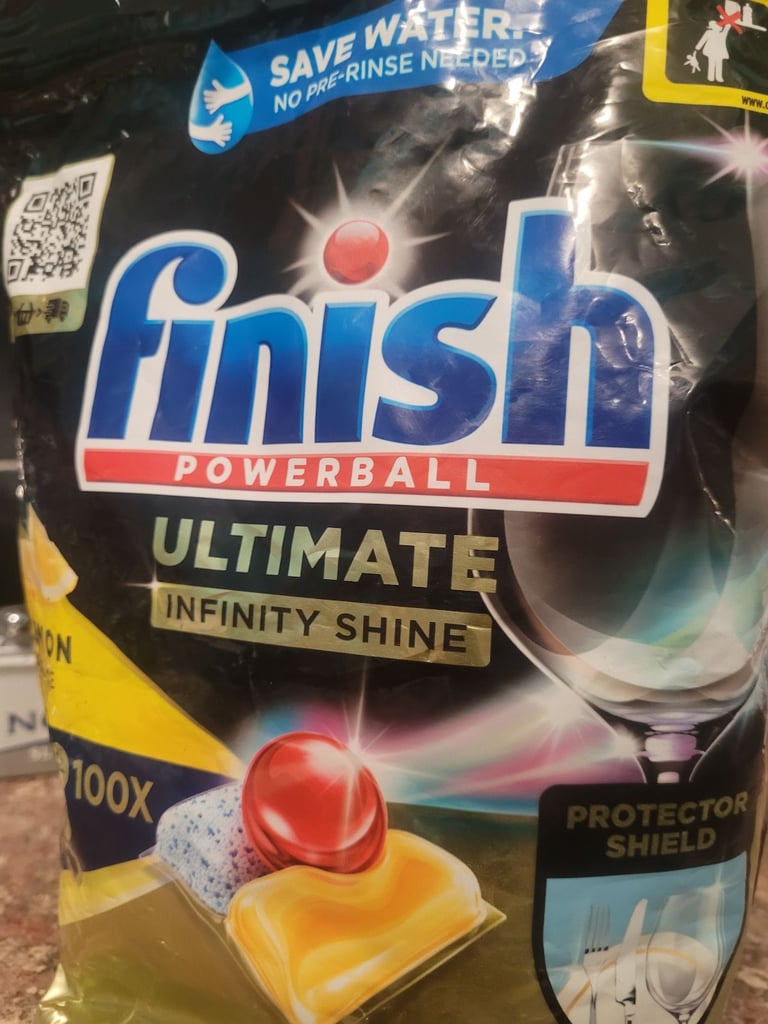 SAVE WATER.
NO PRE-RINSE NEEDED
finish
POWERBALL
ULTIMATE
INFINITY SHINE
100X
PROTECTOR
SHIELD